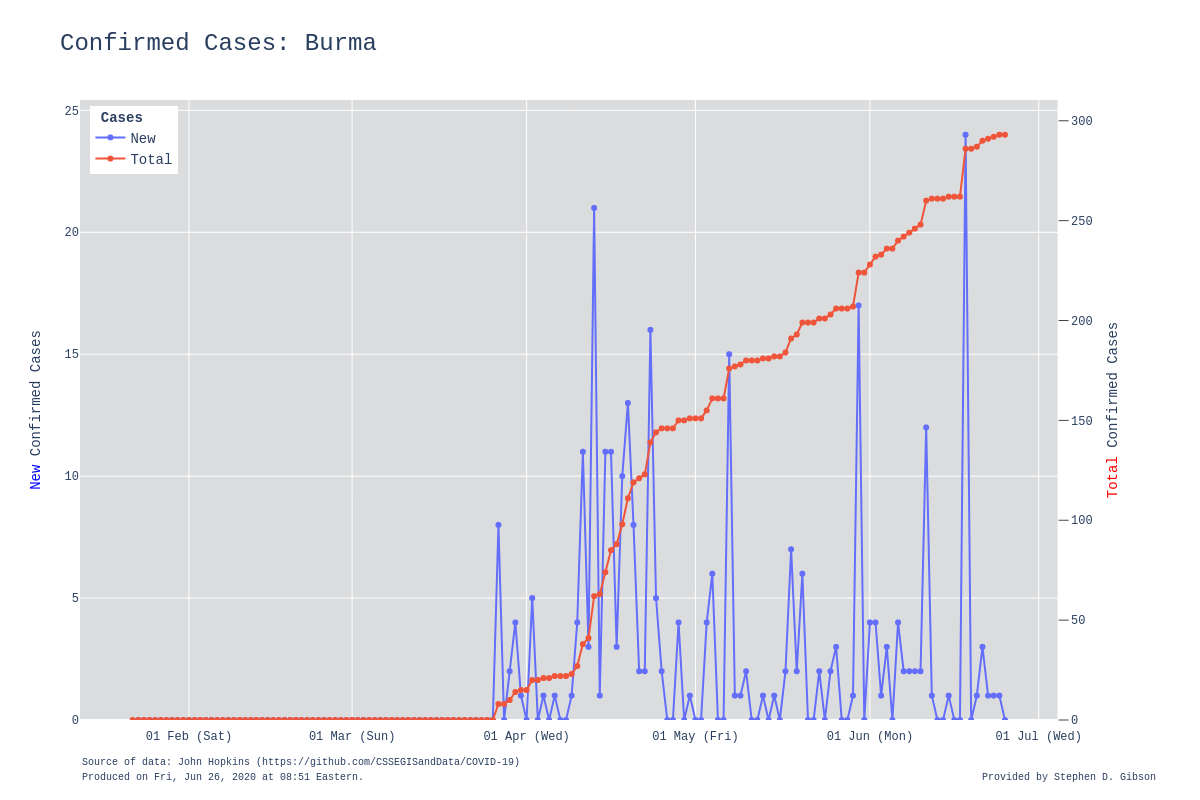 Confirmed Cases: Burma
Cases
New
Total
25
20
15
10
5
0
300
250
200
150
100
50
0
New Confirmed Cases
Total Confirmed Cases
01 Feb (Sat)
01 Mar (Sun)
01 Apr (Wed)
01 May (Fri)
01 Jun (Mon)
01 Jul (Wed)
Source of data: John Hopkins (https://github.com/CSSEGISandData/COVID-19)
Produced on Fri, Jun 26, 2020 at 08:51 Eastern.
Provided by Stephen D. Gibson